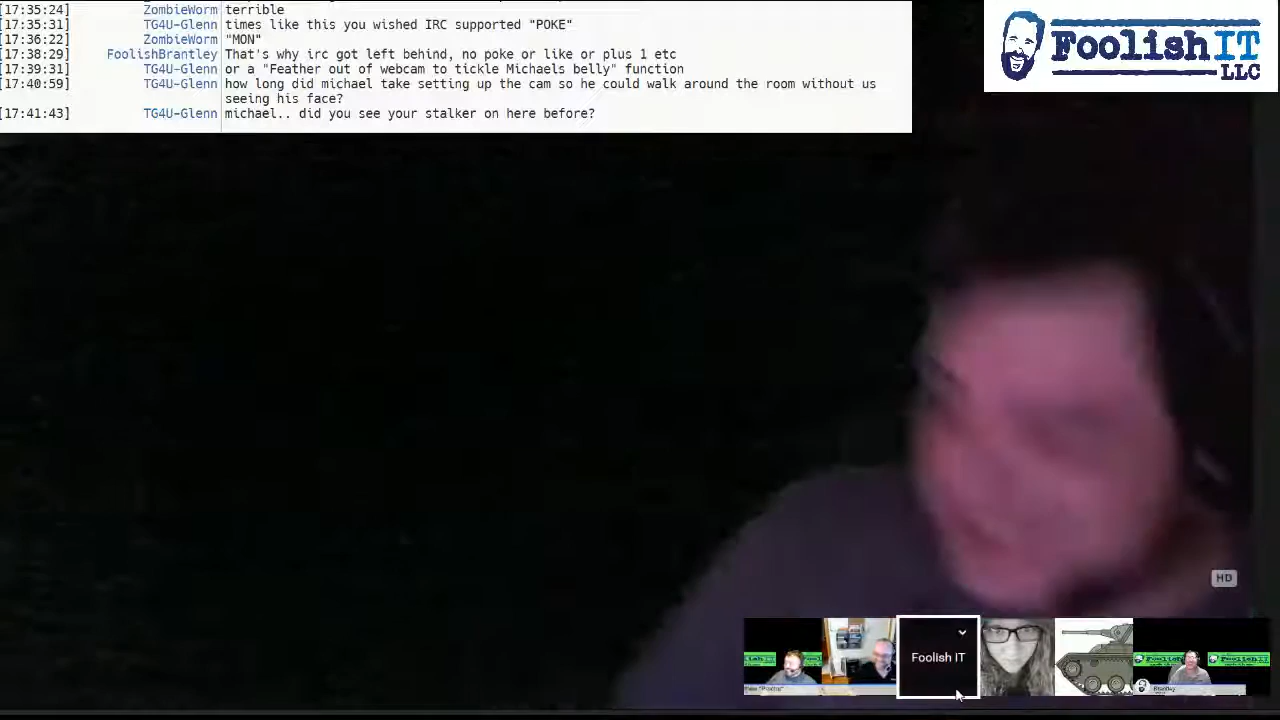 [17:35:24] ZombieWorm terrible
[17:35:31] TG4U-Glenn times like this you wished IRC supported "POKE"
[17:36:22] ZombieWorm "MON"
[17:38:29] FoolishBrantley That's why irc got left behind, no poke or like or plus 1 etc
[17:39:31] TG4U-Glenn or a "Feather out of webcam to tickle Michaels belly" function
[17:40:59] TG4U-Glenn how long did michael take setting up the cam so he could walk around the room without us
seeing his face?
[17:41:43] TG4U-Glenn michael.. did you see your stalker on here before?
FoolishIT
LLC
HD
Foolish IT
Brantley